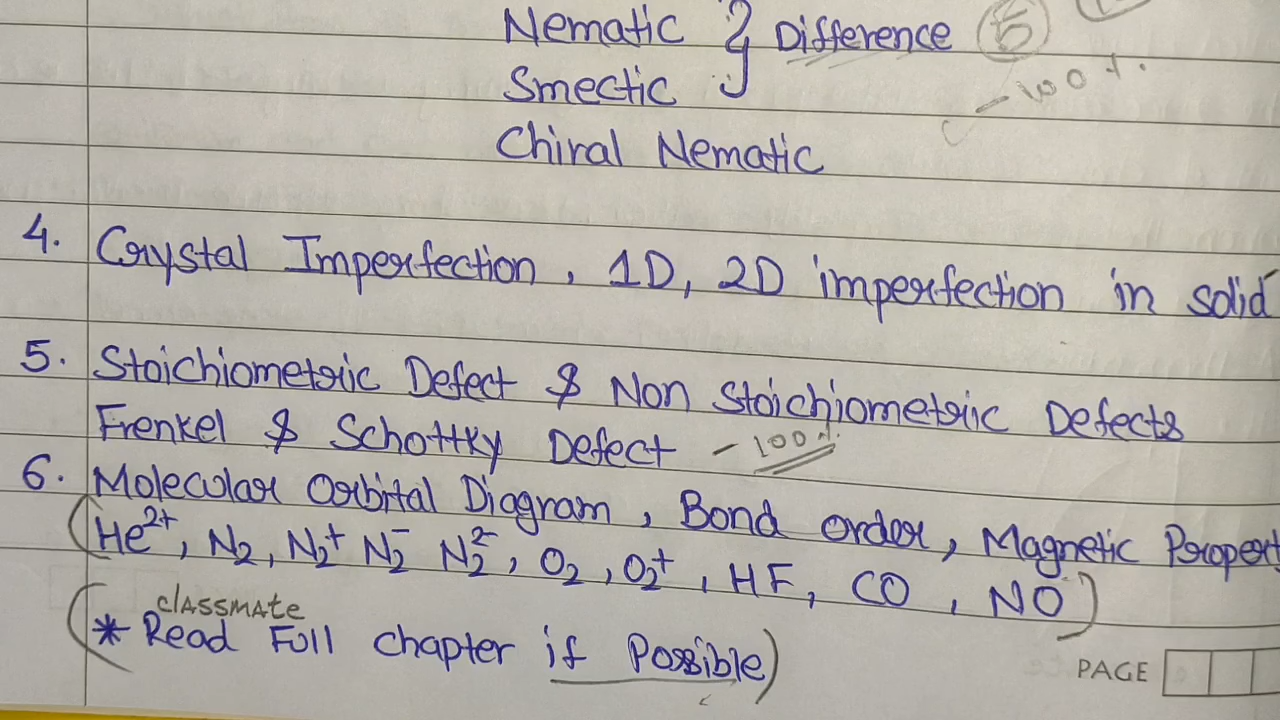 Nematic } Difference (5)
Smectic - 100 %.
Chiral Nematic
4. Crystal Imperfection, 1D, 2D imperfection in solid
5. Stoichiometric Defect & Non Stoichiometric Defects
Frenkel & Schottky Defect - 100%.
6. Molecular Orbital Diagram, Bond order, Magnetic Propert
(He²⁺, N₂, N₂⁺ N₂⁻ N₂²⁻, O₂, O₂⁺, HF, CO, NO)
classmate
(* Read Full chapter if Possible)
PAGE